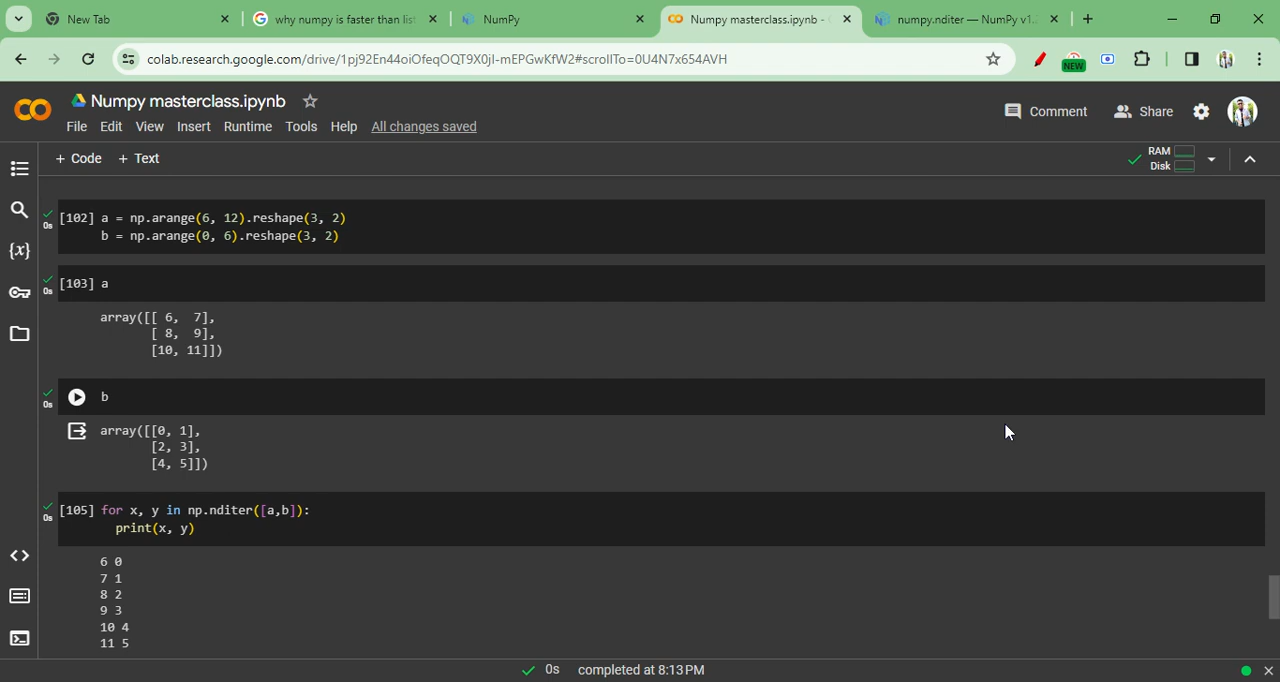 New Tab
why numpy is faster than list
NumPy
Numpy masterclass.ipynb -
numpy.nditer — NumPy v1.
colab.research.google.com/drive/1pj92En44oiOfeqOQT9X0jI-mEPGwKfW2#scrollTo=0U4N7x654AVH
NEW
Numpy masterclass.ipynb
Comment
Share
File Edit View Insert Runtime Tools Help All changes saved
+ Code + Text
RAM
Disk
{x}
0s
[102] a = np.arange(6, 12).reshape(3, 2)
b = np.arange(0, 6).reshape(3, 2)
0s
[103] a
array([[ 6, 7],
[ 8, 9],
[10, 11]])
0s
b
array([[0, 1],
[2, 3],
[4, 5]])
0s
[105] for x, y in np.nditer([a,b]):
print(x, y)
6 0
7 1
8 2
9 3
10 4
11 5
0s completed at 8:13 PM